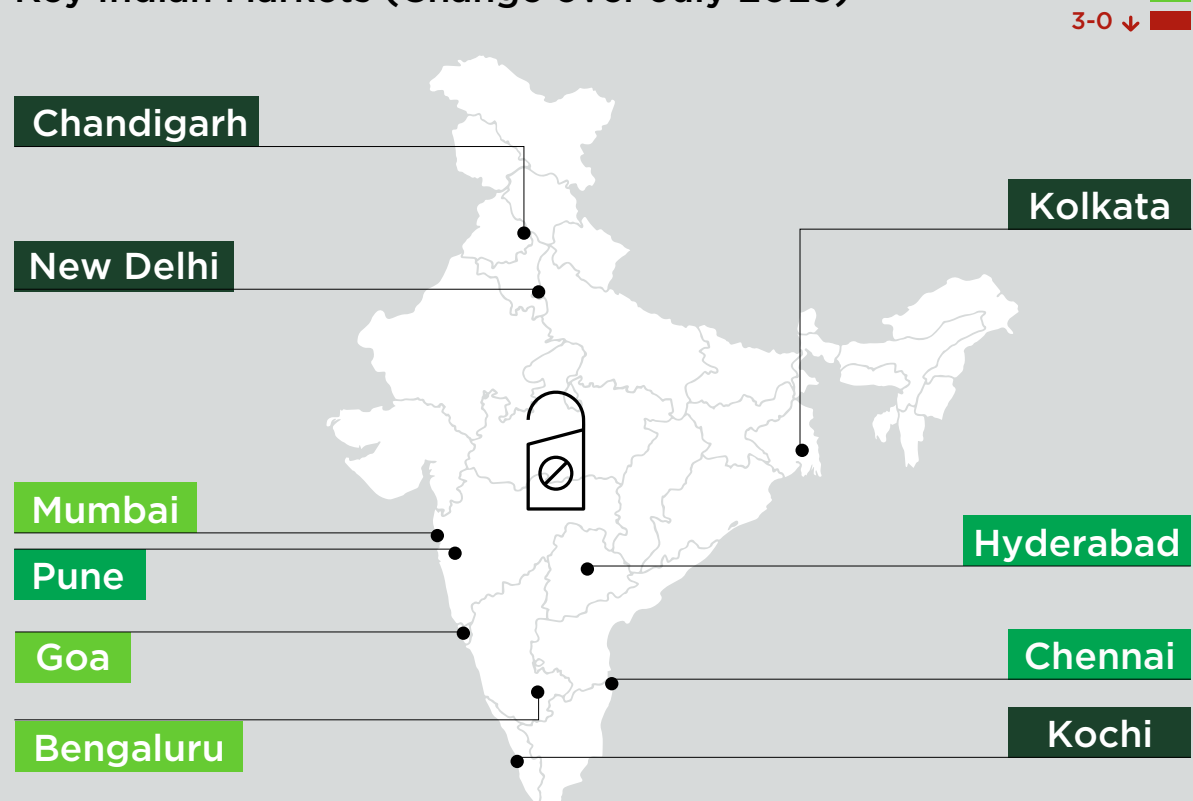 3-0 ↓
Chandigarh
Kolkata
New Delhi
Mumbai
Hyderabad
Pune
Goa
Chennai
Bengaluru
Kochi